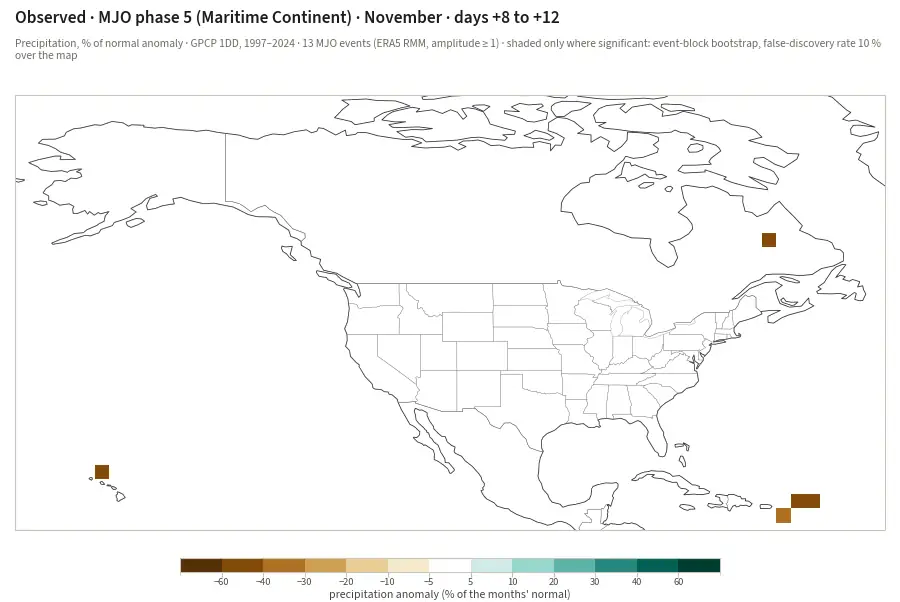 Observed · MJO phase 5 (Maritime Continent) · November · days +8 to +12
Precipitation, % of normal anomaly · GPCP 1DD, 1997–2024 · 13 MJO events (ERA5 RMM, amplitude ≥ 1) · shaded only where significant: event-block bootstrap, false-discovery rate 10 %
over the map
−60 −40 −30 −20 −10 −5 5 10 20 30 40 60
precipitation anomaly (% of the months' normal)